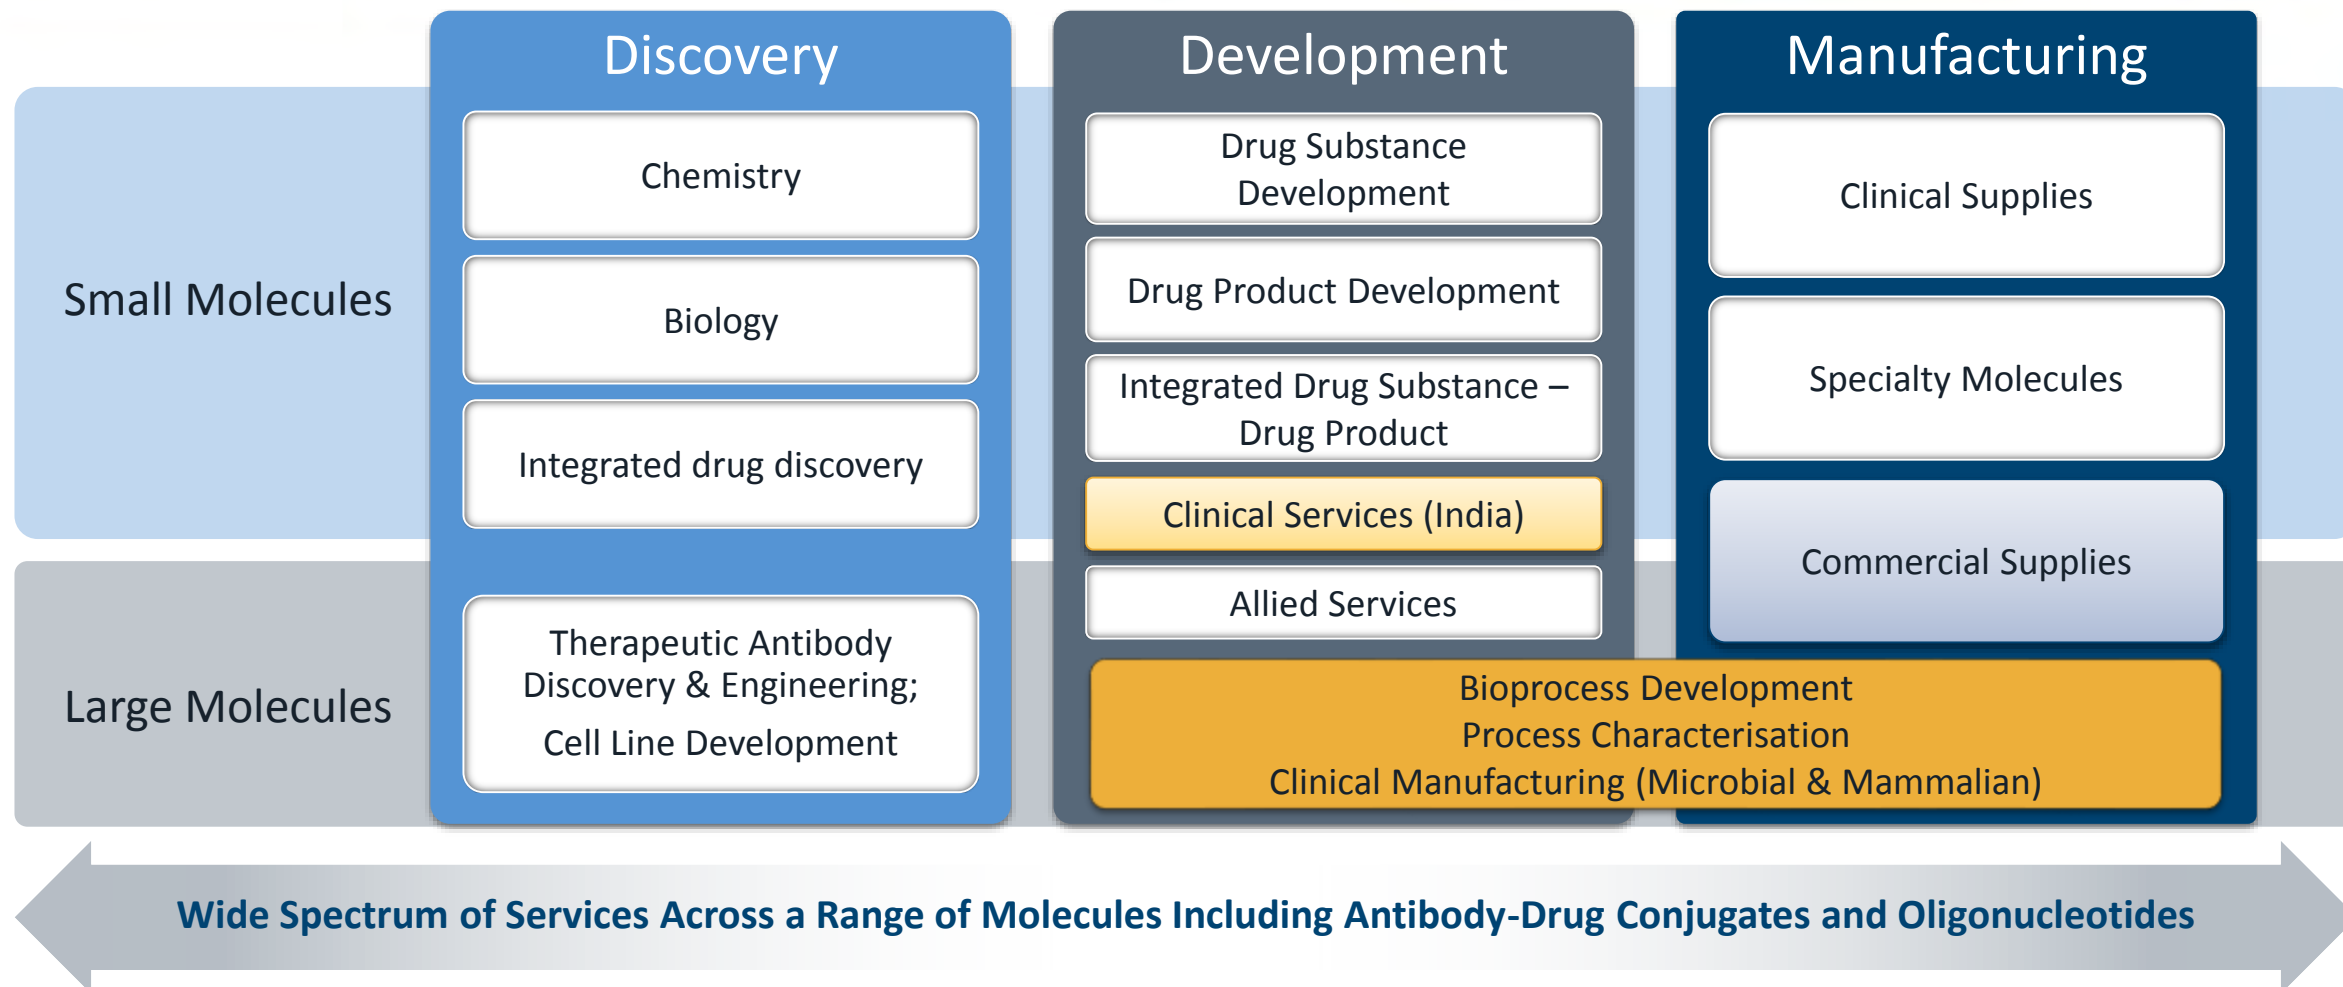 Discovery
Development
Manufacturing
Small Molecules
Large Molecules
Chemistry
Biology
Integrated drug discovery
Therapeutic Antibody
Discovery & Engineering;
Cell Line Development
Drug Substance
Development
Drug Product Development
Integrated Drug Substance –
Drug Product
Clinical Services (India)
Allied Services
Clinical Supplies
Specialty Molecules
Commercial Supplies
Bioprocess Development
Process Characterisation
Clinical Manufacturing (Microbial & Mammalian)
Wide Spectrum of Services Across a Range of Molecules Including Antibody-Drug Conjugates and Oligonucleotides